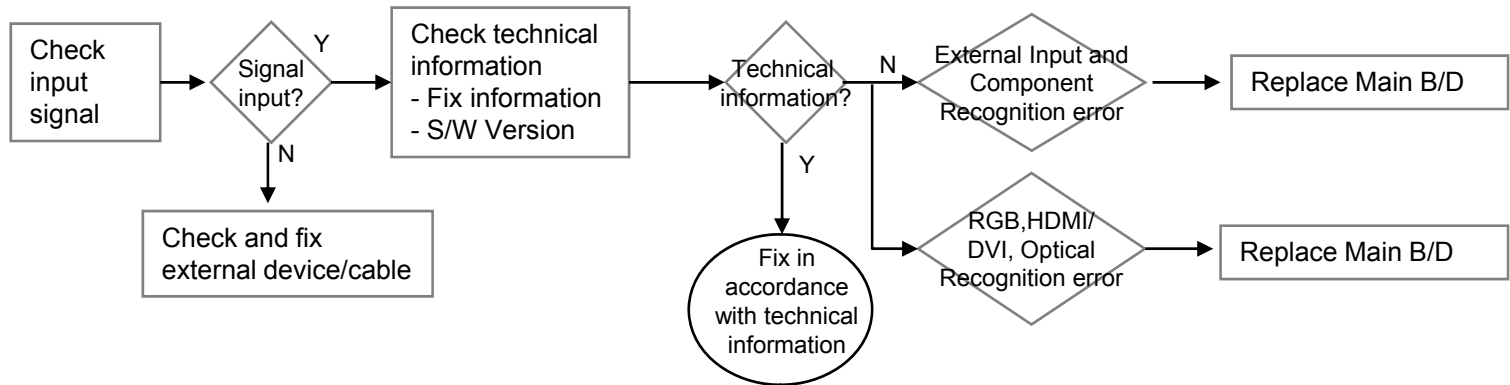 Check
input
signal
Signal
input?
Y
N
Check and fix
external device/cable
Check technical
information
- Fix information
- S/W Version
Technical
information?
N
Y
Fix in
accordance
with technical
information
External Input and
Component
Recognition error
Replace Main B/D
RGB,HDMI/
DVI, Optical
Recognition error
Replace Main B/D